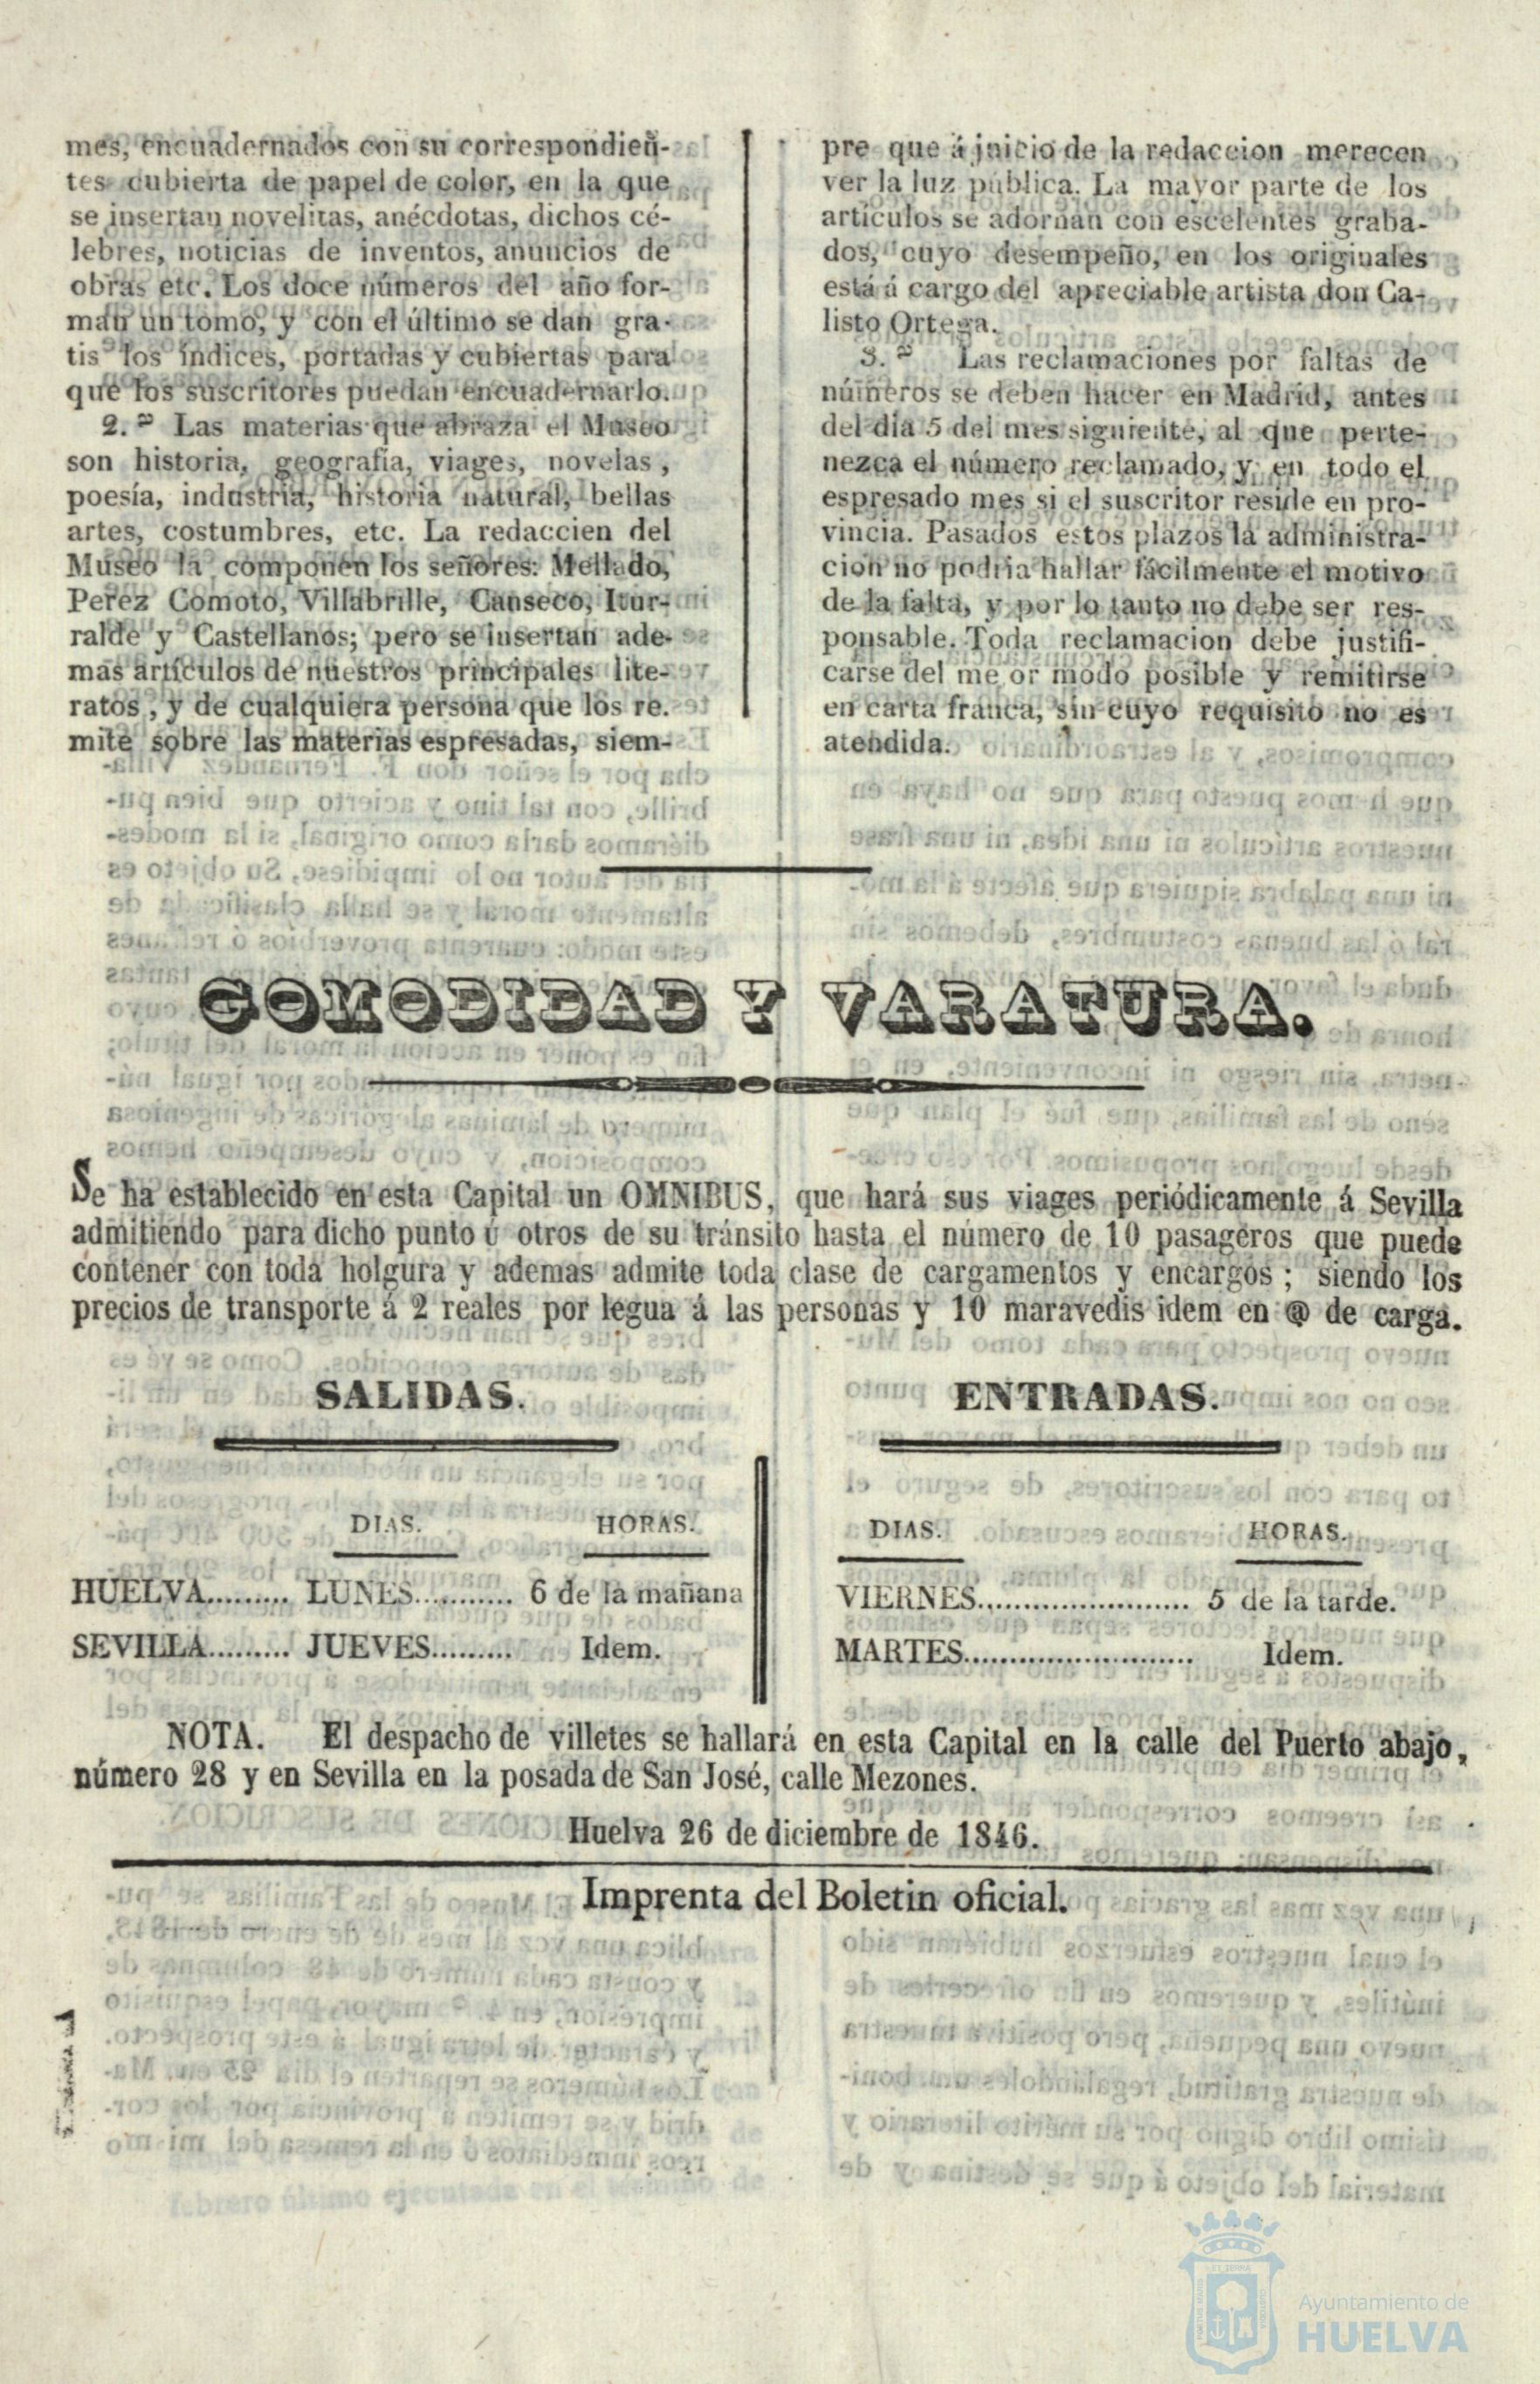 mes, encuadernados con su correspondien-
tes cubierta de papel de color, en la que
se insertan novelitas, anécdotas, dichos cé-
lebres, noticias de inventos, anuncios de
obras etc. Los doce números del año for-
man un tomo, y con el último se dan gra-
tis los índices, portadas y cubiertas para
que los suscritores puedan encuadernarlo.
2.ª Las materias que abraza el Museo
son historia, geografía, viages, novelas,
poesía, industria, historia natural, bellas
artes, costumbres, etc. La redaccien del
Museo la componen los señores: Mellado,
Perez Comoto, Villabrille, Canseco, Itur-
ralde y Castellanos; pero se insertan ade-
mas artículos de nuestros principales lite-
ratos, y de cualquiera persona que los re.
mite sobre las materias espresadas, siem-
pre que á juicio de la redaccion merecen
ver la luz pública. La mayor parte de los
artículos se adornan con escelentes graba-
dos, cuyo desempeño, en los originales
está á cargo del apreciable artista don Ca-
listo Ortega.
3.ª Las reclamaciones por faltas de
números se deben hacer en Madrid, antes
del dia 5 del mes siguiente, al que perte-
nezca el número reclamado, y en todo el
espresado mes si el suscritor reside en pro-
vincia. Pasados estos plazos la administra-
cion no podria hallar fácilmente el motivo
de la falta, y por lo tanto no debe ser res-
ponsable. Toda reclamacion debe justifi-
carse del me or modo posible y remitirse
en carta franca, sin cuyo requisito no es
atendida.
COMODIDAD Y VARATURA.
Se ha establecido en esta Capital un OMNIBUS, que hará sus viages periódicamente á Sevilla
admitiendo para dicho punto ú otros de su tránsito hasta el número de 10 pasageros que puede
contener con toda holgura y ademas admite toda clase de cargamentos y encargos; siendo los
precios de transporte á 2 reales por legua á las personas y 10 maravedis idem en @ de carga.
SALIDAS.
DIAS. HORAS.
HUELVA......... LUNES........... 6 de la mañana
SEVILLA......... JUEVES......... Idem.
ENTRADAS.
DIAS. HORAS.
VIERNES........................ 5 de la tarde.
MARTES......................... Idem.
NOTA. El despacho de villetes se hallará en esta Capital en la calle del Puerto abajo,
número 28 y en Sevilla en la posada de San José, calle Mezones.
Huelva 26 de diciembre de 1846.
Imprenta del Boletin oficial.
Ayuntamiento de
HUELVA